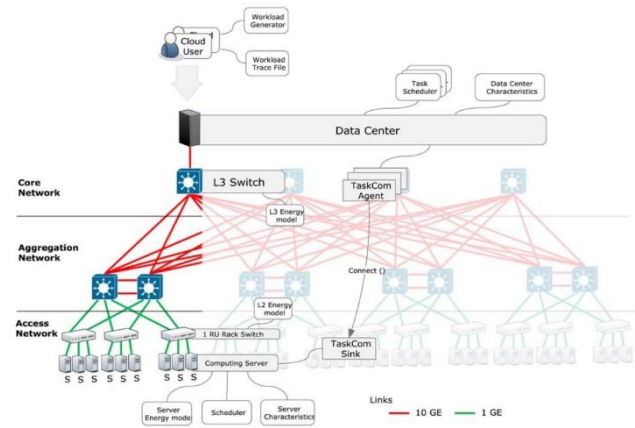 Workload
Generator
Cloud
Cloud
User
Workload
Trace File
Task
Scheduler
Data Center
Characteristics
Data Center
Core
Network
L3 Switch
TaskCom
Agent
L3 Energy
model
Aggregation
Network
Connect ()
L2 Energy
model
Access
Network
1 RU Rack Switch
TaskCom
Sink
Computing Server
S S S S S S S S S
Server
Energy mode
Scheduler
Server
Characteristics
Links
10 GE
1 GE